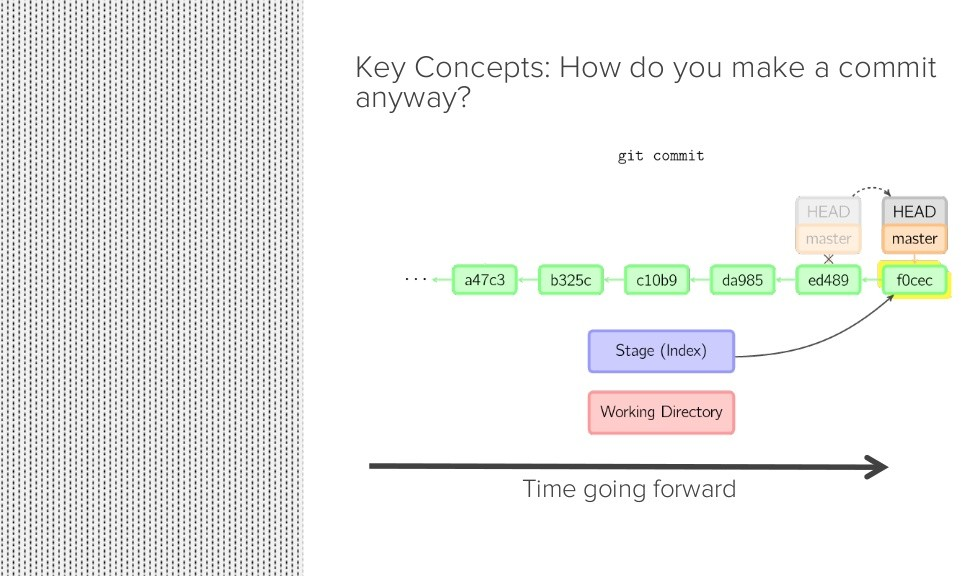 Key Concepts: How do you make a commit
anyway?
git commit
HEAD HEAD
master master
... a47c3 b325c c10b9 da985 ed489 f0cec
Stage (Index)
Working Directory
Time going forward